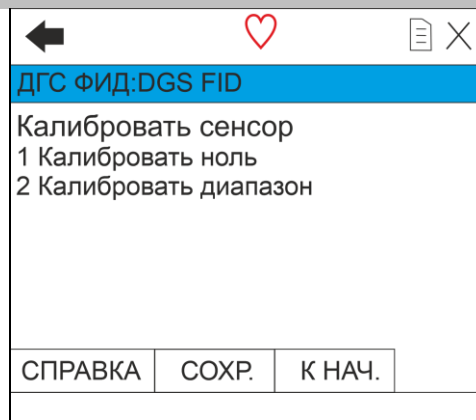 ДГС ФИД:DGS FID
Калибровать сенсор
1 Калибровать ноль
2 Калибровать диапазон
СПРАВКА СОХР. К НАЧ.